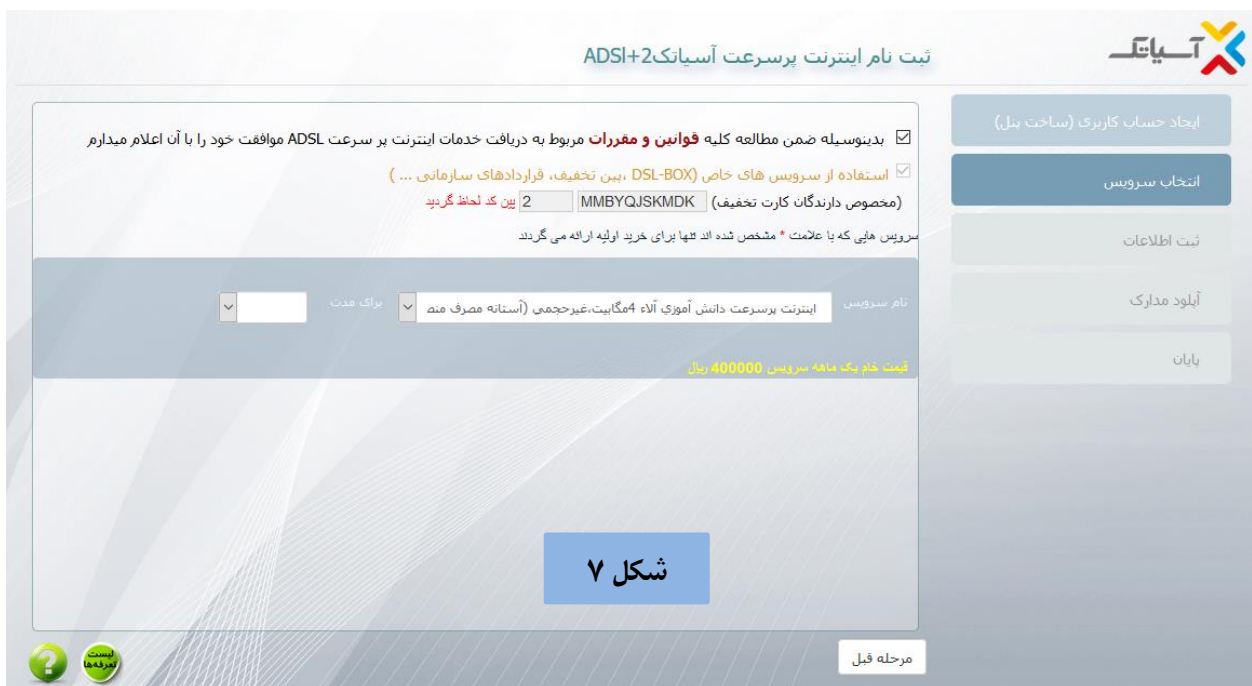 آسیاتک
ثبت نام اینترنت پرسرعت آسیاتک2+ADSl
ایجاد حساب کاربری (ساخت پنل)
انتخاب سرویس
ثبت اطلاعات
آپلود مدارک
پایان
بدینوسیله ضمن مطالعه کلیه قوانین و مقررات مربوط به دریافت خدمات اینترنت پر سرعت ADSL موافقت خود را با آن اعلام میدارم
استفاده از سرویس های خاص (DSL-BOX ،پین تخفیف، قراردادهای سازمانی ... )
(مخصوص دارندگان کارت تخفیف) MMBYQJSKMDK 2 پین کد لحاظ گردید
سرویس هایی که با علامت * مشخص شده اند تنها برای خرید اولیه ارائه می گردند
نام سرویس اینترنت پرسرعت دانش آموزي آلاء 4مگابیت،غیرحجمی (آستانه مصرف منص برای مدت
قیمت خام یک ماهه سرویس 400000 ریال
شکل ۷
مرحله قبل
لیست
تعرفه‌ها
?